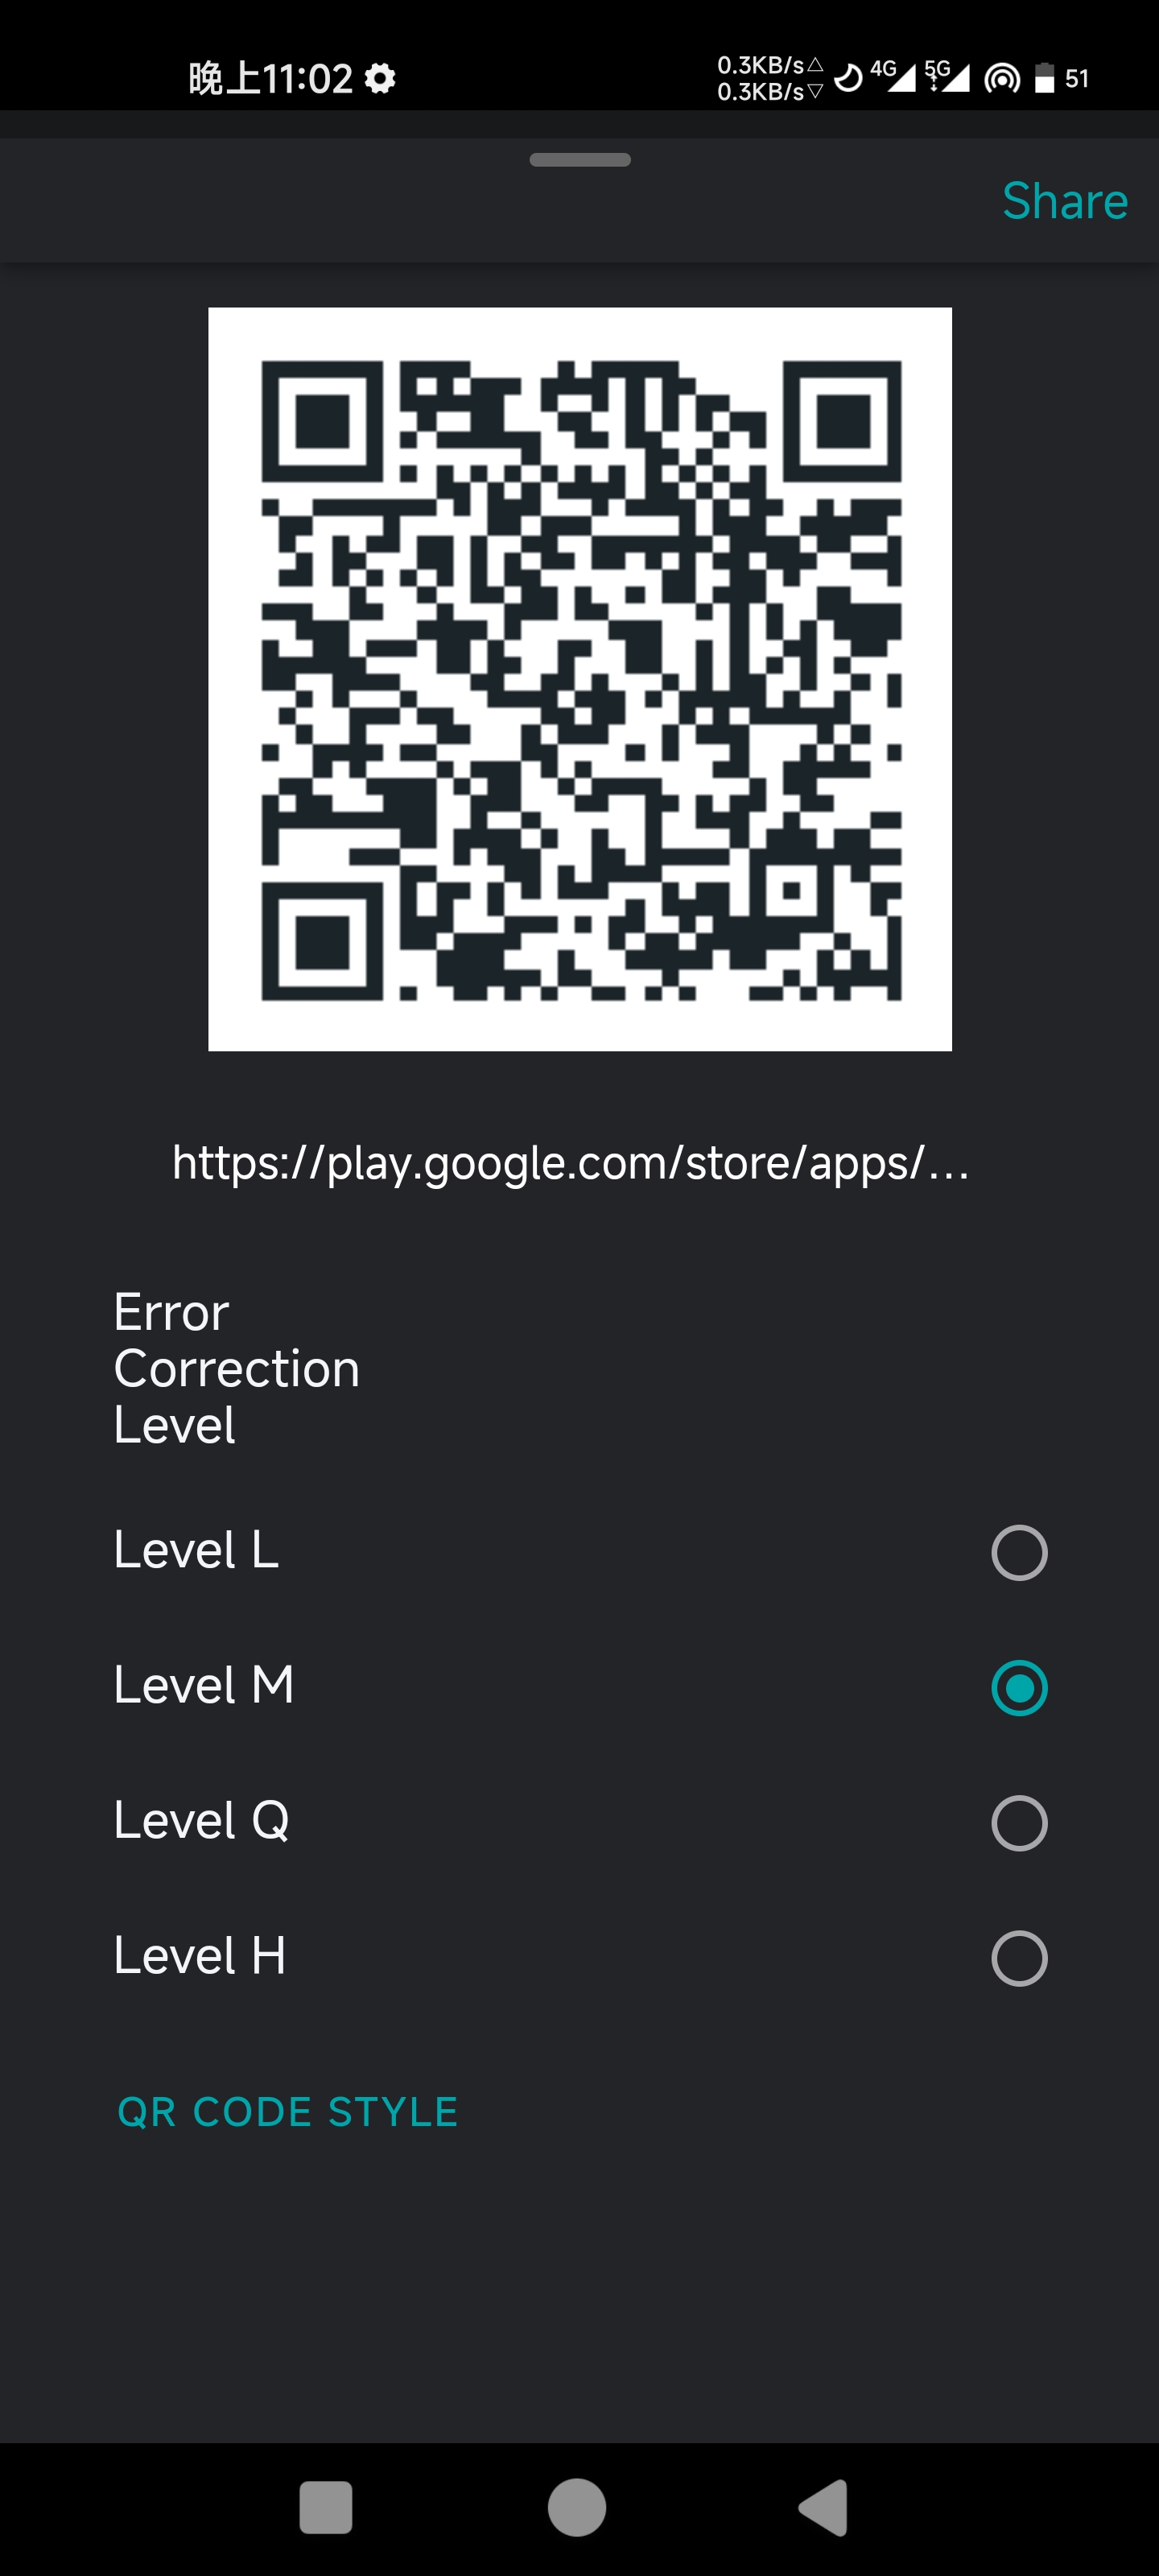 晚上11:02
0.3KB/s△
0.3KB/s▽
4G
5G
51
Share
https://play.google.com/store/apps/...
Error
Correction
Level
Level L
Level M
Level Q
Level H
QR CODE STYLE